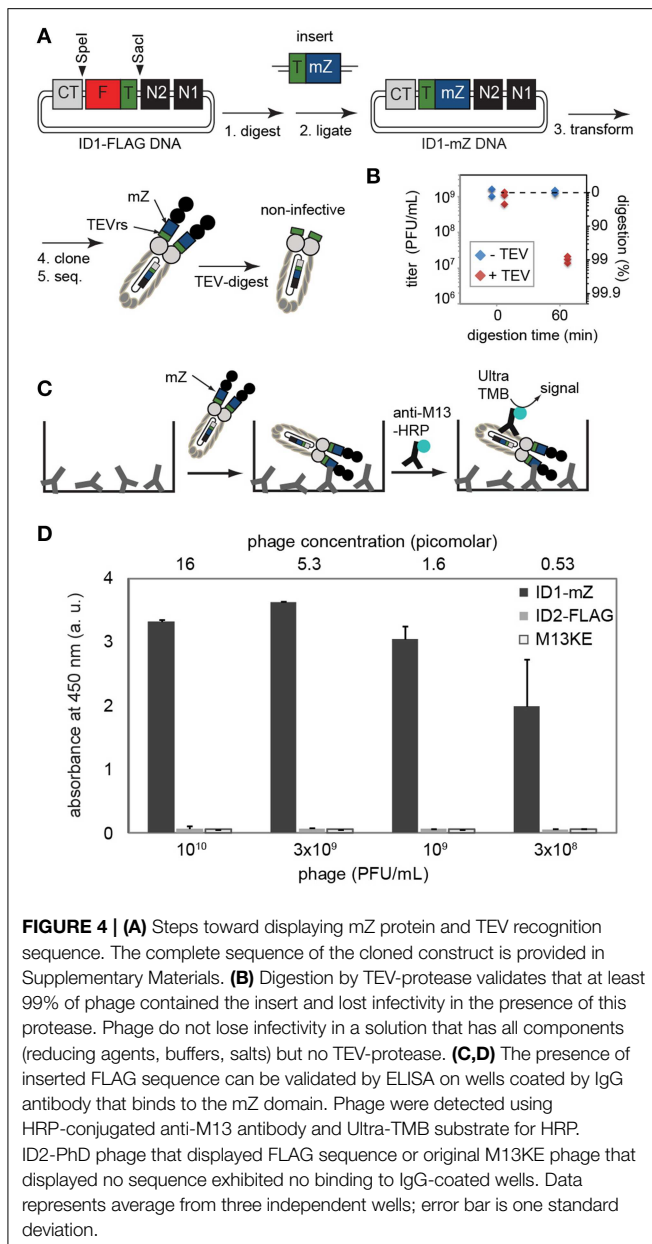 A
SpeI
SacI
insert
T mZ
CT F T N2 N1
ID1-FLAG DNA
1. digest
2. ligate
CT T mZ N2 N1
ID1-mZ DNA
3. transform
4. clone
5. seq.
mZ
TEVrs
TEV-digest
non-infective
B
titer (PFU/mL)
10⁹
10⁸
10⁷
10⁶
- TEV
+ TEV
0
90
99
99.9
digestion (%)
0 60
digestion time (min)
C
mZ
anti-M13
-HRP
Ultra
TMB
signal
D
phage concentration (picomolar)
16 5.3 1.6 0.53
absorbance at 450 nm (a. u.)
4
3
2
1
0
ID1-mZ
ID2-FLAG
M13KE
10¹⁰ 3x10⁹ 10⁹ 3x10⁸
phage (PFU/mL)
FIGURE 4 | (A) Steps toward displaying mZ protein and TEV recognition
sequence. The complete sequence of the cloned construct is provided in
Supplementary Materials. (B) Digestion by TEV-protease validates that at least
99% of phage contained the insert and lost infectivity in the presence of this
protease. Phage do not lose infectivity in a solution that has all components
(reducing agents, buffers, salts) but no TEV-protease. (C,D) The presence of
inserted FLAG sequence can be validated by ELISA on wells coated by IgG
antibody that binds to the mZ domain. Phage were detected using
HRP-conjugated anti-M13 antibody and Ultra-TMB substrate for HRP.
ID2-PhD phage that displayed FLAG sequence or original M13KE phage that
displayed no sequence exhibited no binding to IgG-coated wells. Data
represents average from three independent wells; error bar is one standard
deviation.